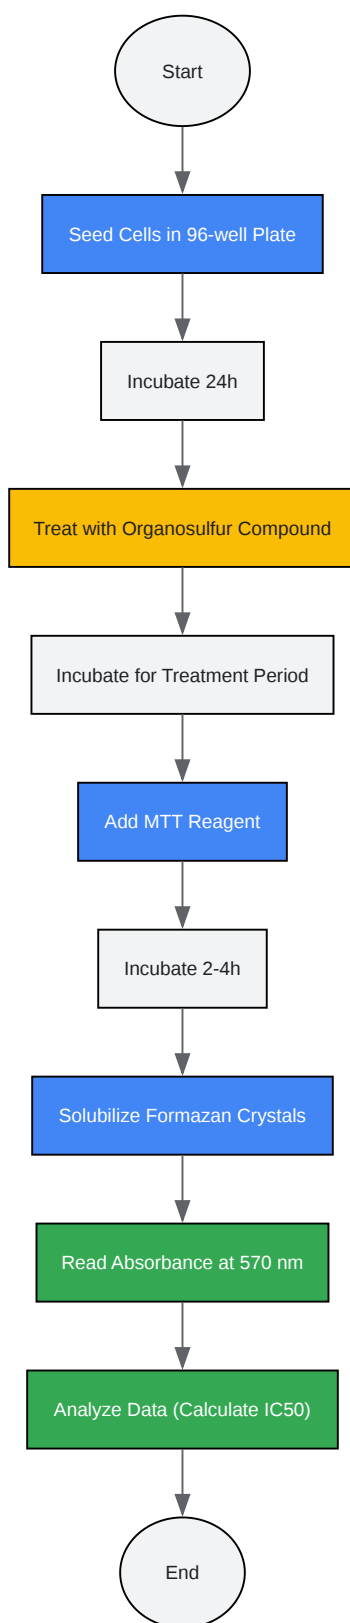 Start
Seed Cells in 96-well Plate
Incubate 24h
Treat with Organosulfur Compound
Incubate for Treatment Period
Add MTT Reagent
Incubate 2-4h
Solubilize Formazan Crystals
Read Absorbance at 570 nm
Analyze Data (Calculate IC50)
End